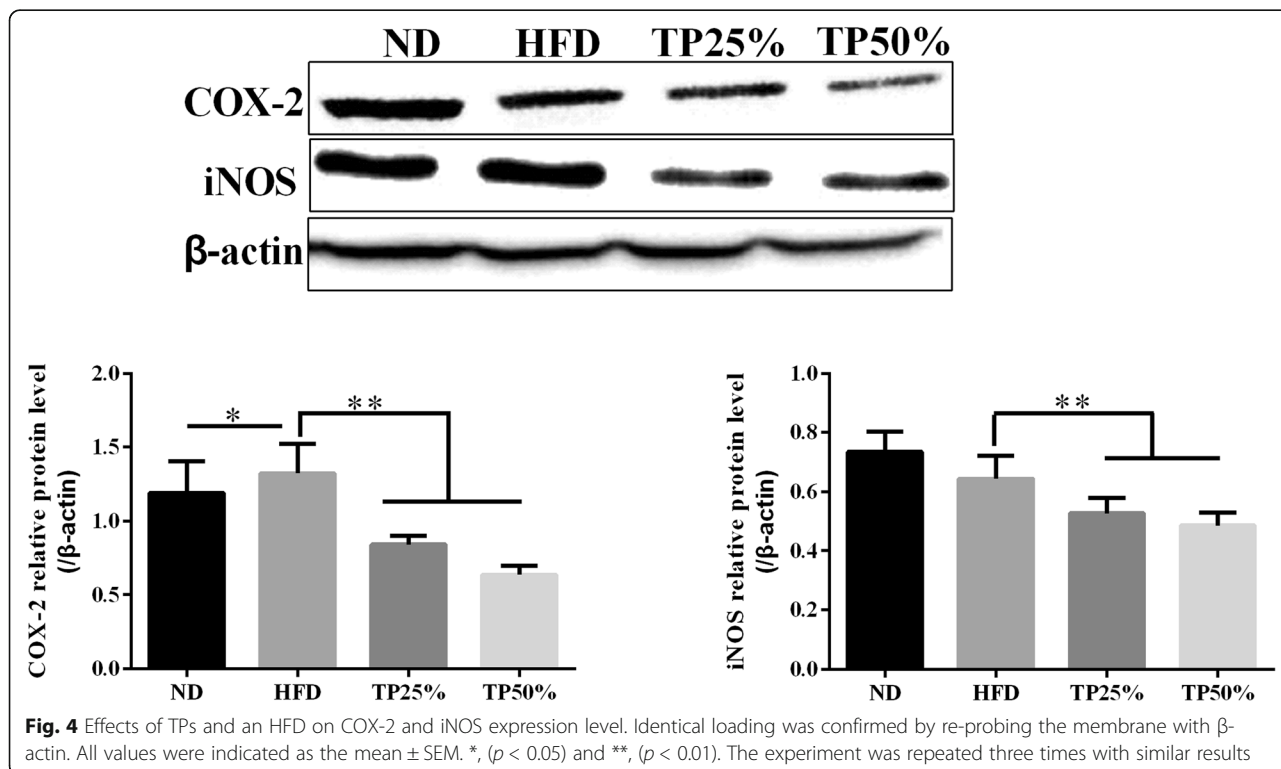 ND HFD TP25% TP50%
COX-2
iNOS
β-actin
COX-2 relative protein level
(/β-actin)
2.0
1.5
1.0
0.5
0.0
*
**
ND HFD TP25% TP50%
iNOS relative protein level
(/β-actin)
1.0
0.8
0.6
0.4
0.2
0.0
**
ND HFD TP25% TP50%
Fig. 4 Effects of TPs and an HFD on COX-2 and iNOS expression level. Identical loading was confirmed by re-probing the membrane with β-
actin. All values were indicated as the mean ± SEM. *, (p < 0.05) and **, (p < 0.01). The experiment was repeated three times with similar results